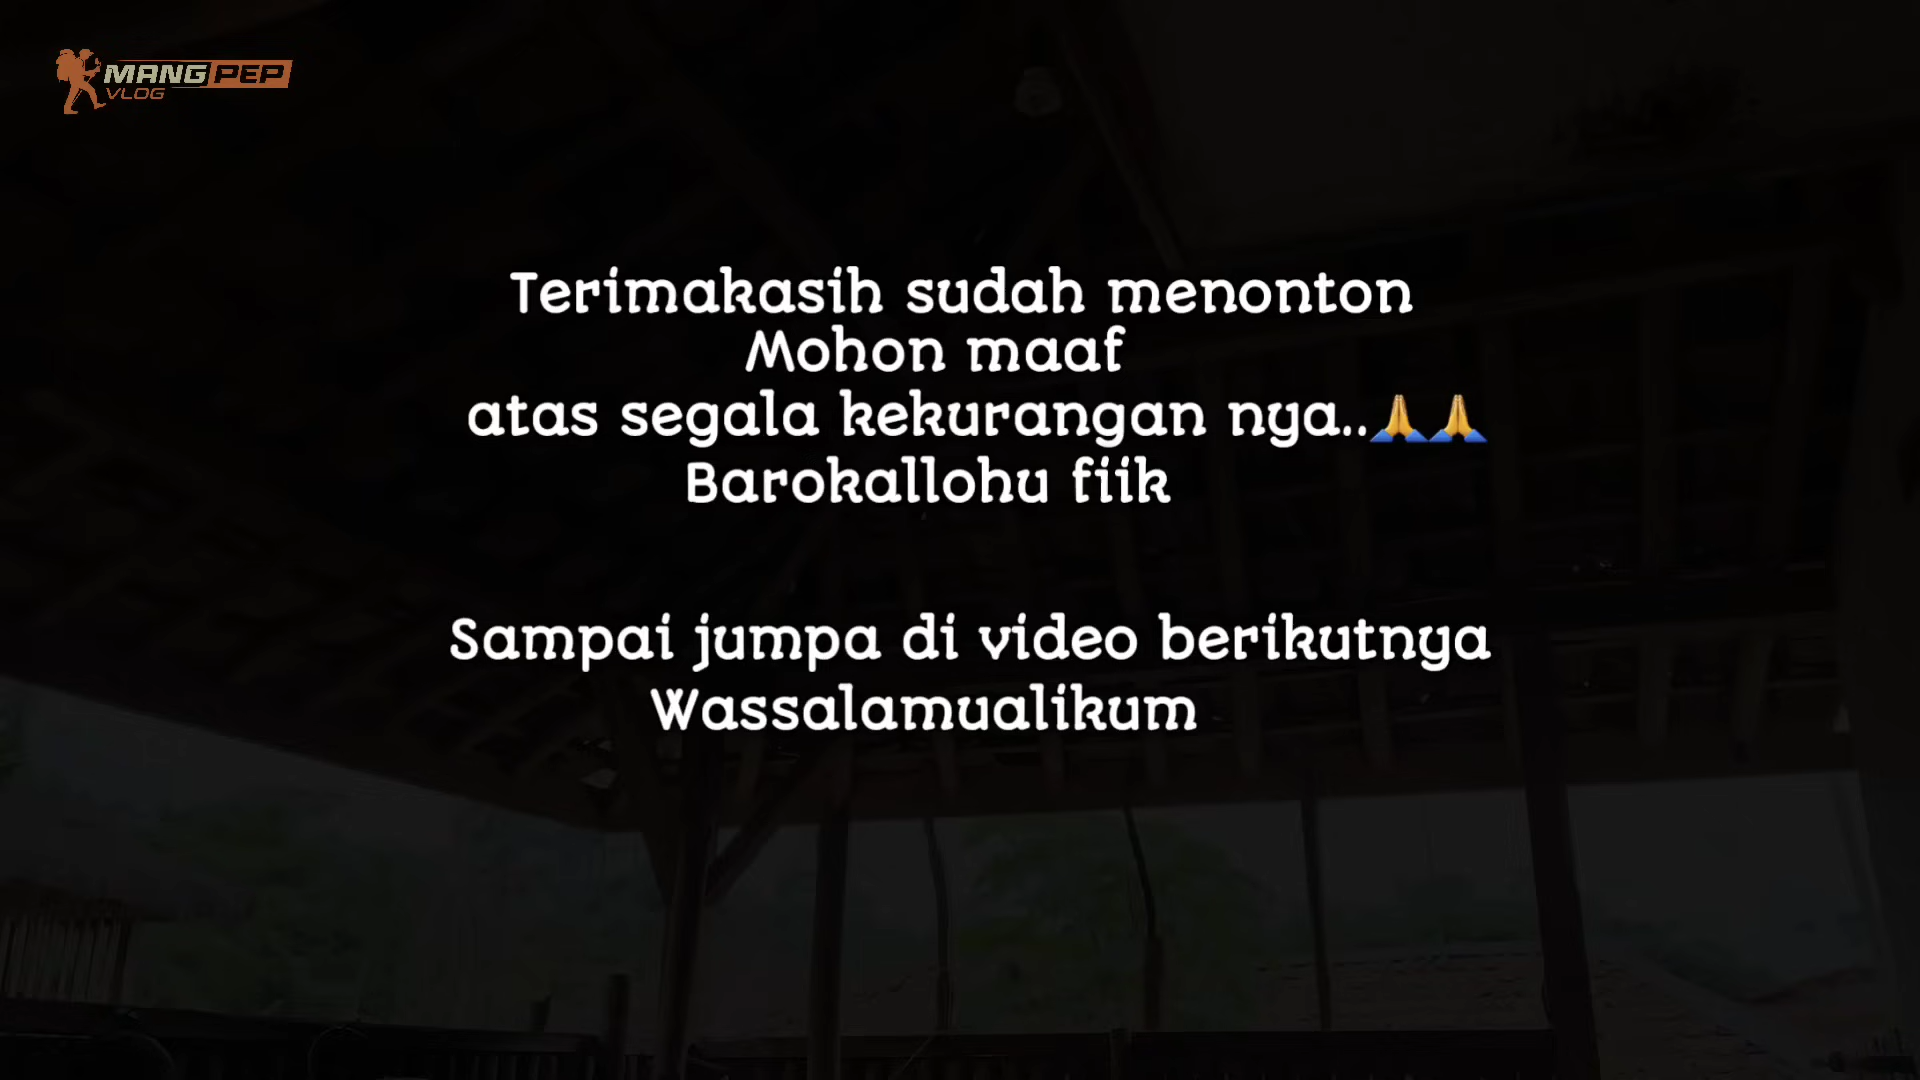 MANG PEP
VLOG
Terimakasih sudah menonton
Mohon maaf
atas segala kekurangan nya..🙏🙏
Barokallohu fiik
Sampai jumpa di video berikutnya
Wassalamualikum